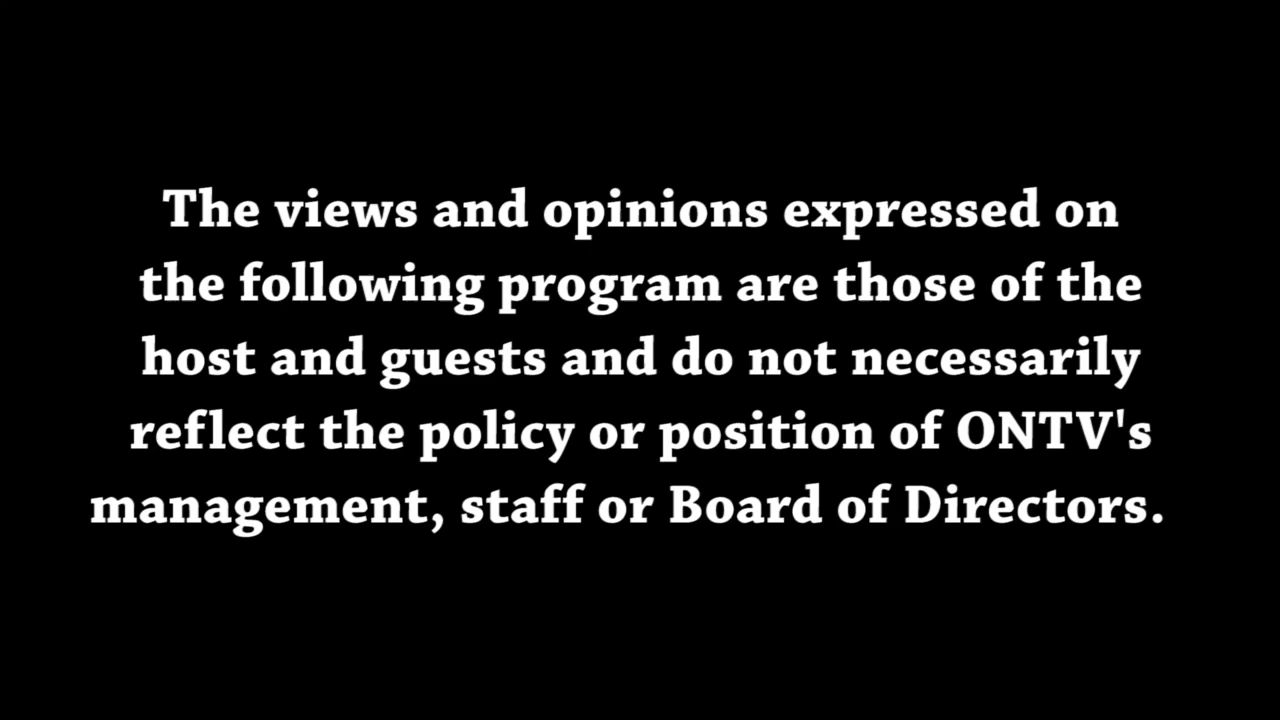 The views and opinions expressed on
the following program are those of the
host and guests and do not necessarily
reflect the policy or position of ONTV's
management, staff or Board of Directors.